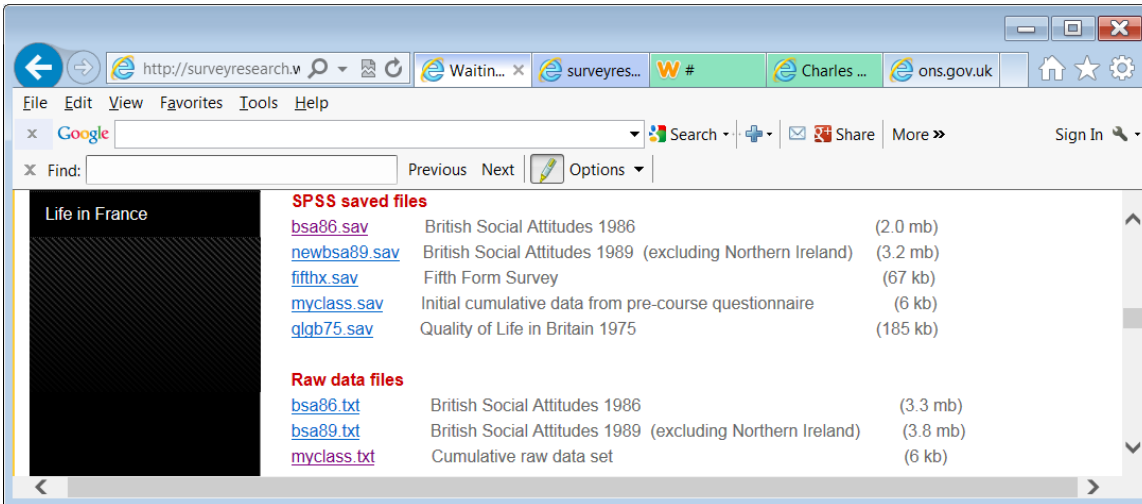 http://surveyresearch.w Waitin... surveyres... # Charles ... ons.gov.uk
File Edit View Favorites Tools Help
x Google Search Share More » Sign In
x Find: Previous Next Options
Life in France
SPSS saved files
bsa86.sav British Social Attitudes 1986 (2.0 mb)
newbsa89.sav British Social Attitudes 1989 (excluding Northern Ireland) (3.2 mb)
fifthx.sav Fifth Form Survey (67 kb)
myclass.sav Initial cumulative data from pre-course questionnaire (6 kb)
qlgb75.sav Quality of Life in Britain 1975 (185 kb)
Raw data files
bsa86.txt British Social Attitudes 1986 (3.3 mb)
bsa89.txt British Social Attitudes 1989 (excluding Northern Ireland) (3.8 mb)
myclass.txt Cumulative raw data set (6 kb)